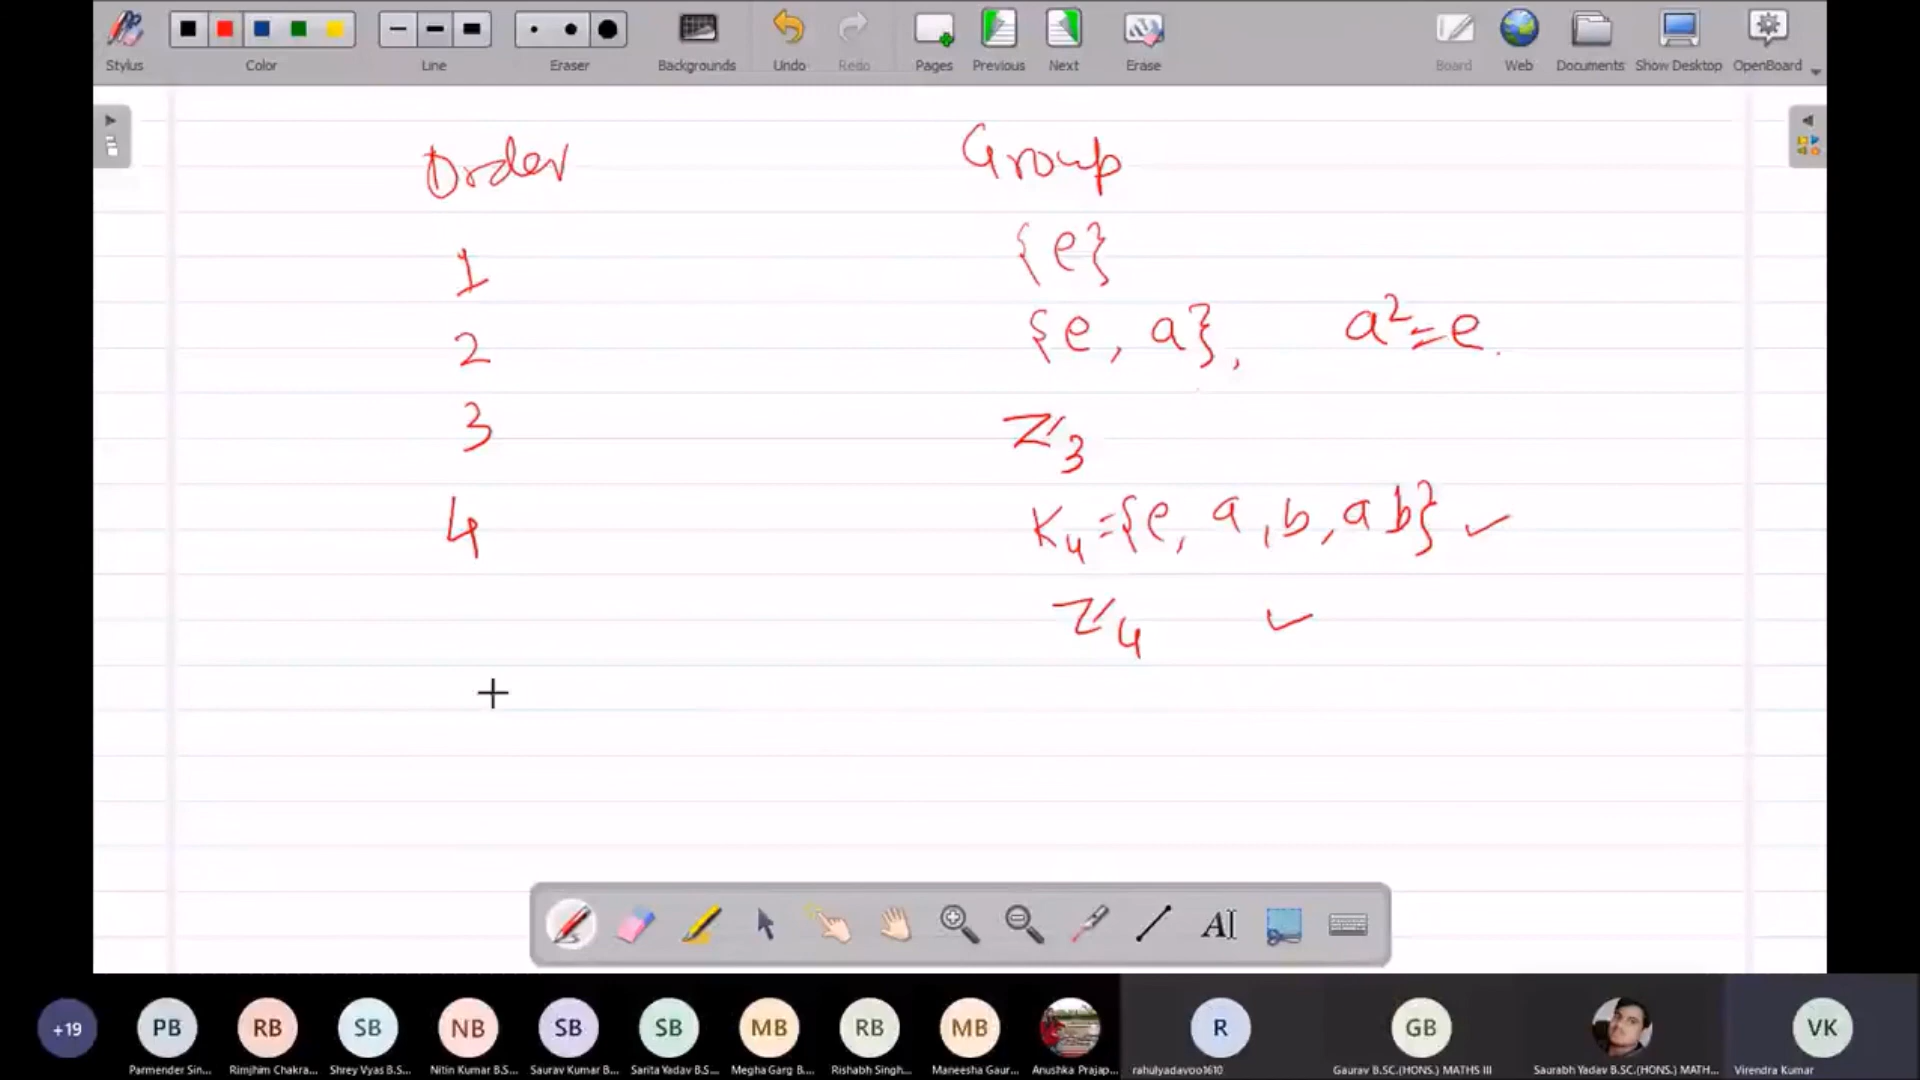 Stylus Color Line Eraser Backgrounds Undo Redo Pages Previous Next Erase Board Web Documents Show Desktop OpenBoard
Order Group
1 {e}
2 {e, a}, a²=e.
3 Z3
4 K4={e, a, b, ab} ✓
Z4 ✓
AI
+19 PB RB SB NB SB SB MB RB MB R GB VK
Parmender Sin... Rimjhim Chakra... Shrey Vyas B.S... Nitin Kumar B.S... Saurav Kumar B... Sarita Yadav B.S... Megha Garg B.... Rishabh Singh... Maneesha Gaur... Anushka Prajap... rahulyadavoo1610 Gaurav B.SC.(HONS.) MATHS III Saurabh Yadav B.SC.(HONS.) MATH... Virendra Kumar